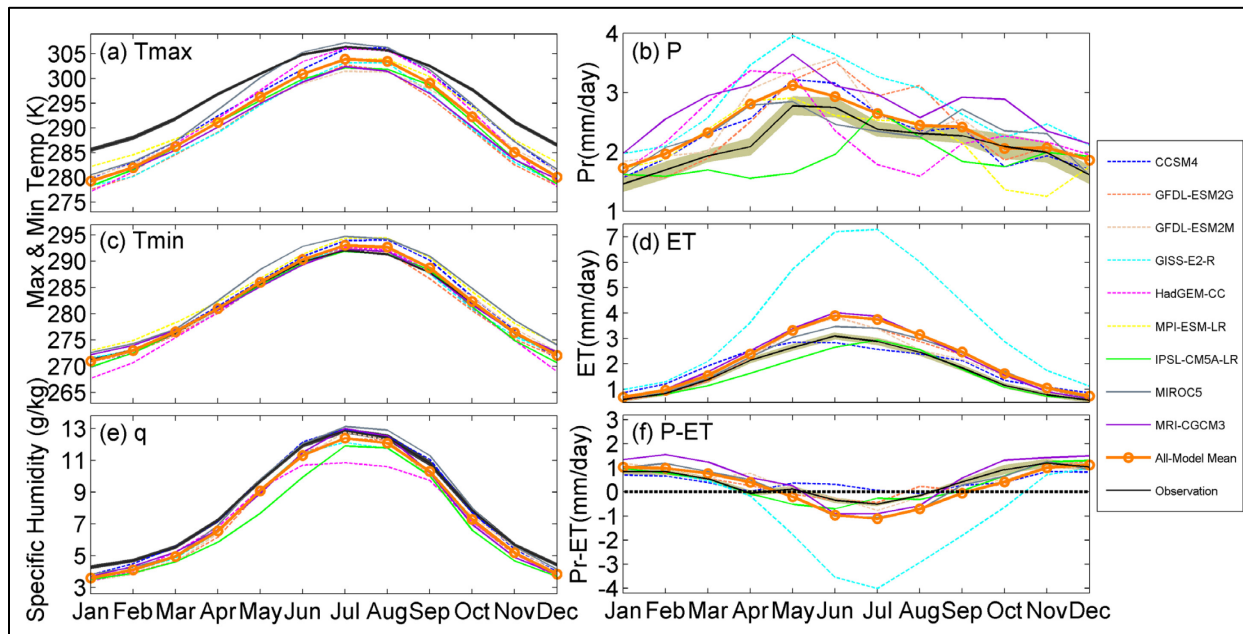 (a) Tmax
305
300
295
290
285
280
275
273
(b) P
4
3
2
1
Pr(mm/day)
Max & Min Temp (K)
(c) Tmin
295
290
285
280
275
270
265
263
(d) ET
7
6
5
4
3
2
1
ET(mm/day)
(e) q
13
11
9
7
5
3
Specific Humidity (g/kg)
(f) P-ET
3
2
1
0
-1
-2
-3
-4
Pr-ET(mm/day)
Jan Feb Mar Apr May Jun Jul Aug Sep Oct Nov Dec
Jan Feb Mar Apr May Jun Jul Aug Sep Oct Nov Dec
CCSM4
GFDL-ESM2G
GFDL-ESM2M
GISS-E2-R
HadGEM-CC
MPI-ESM-LR
IPSL-CM5A-LR
MIROC5
MRI-CGCM3
All-Model Mean
Observation